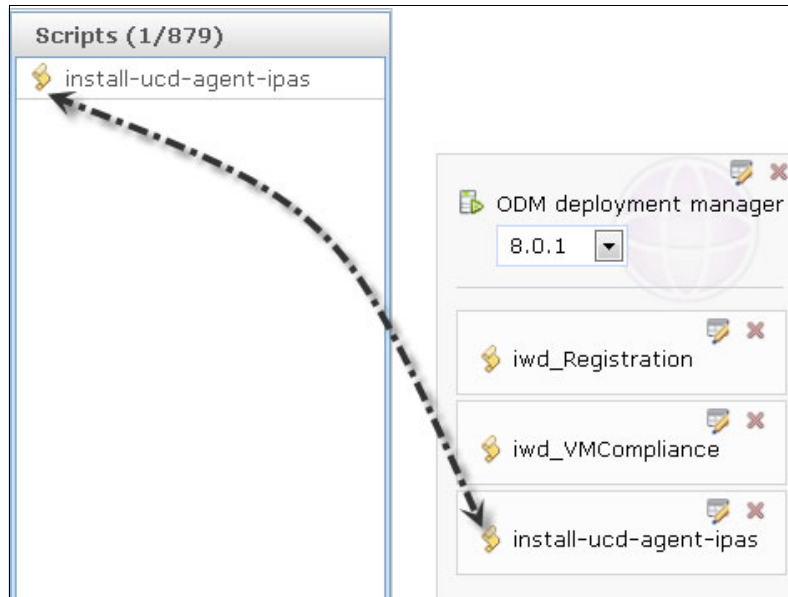 Scripts (1/879)
install-ucd-agent-ipas
ODM deployment manager
8.0.1
iwd_Registration
iwd_VMCompliance
install-ucd-agent-ipas